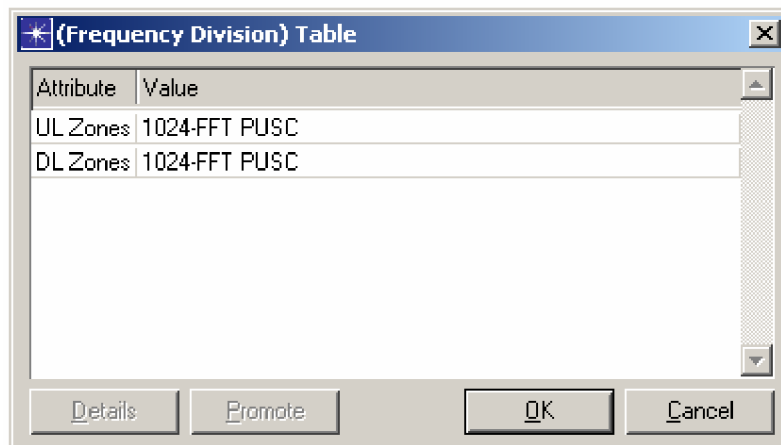 (Frequency Division) Table
Attribute Value
UL Zones 1024-FFT PUSC
DL Zones 1024-FFT PUSC
Details Promote OK Cancel